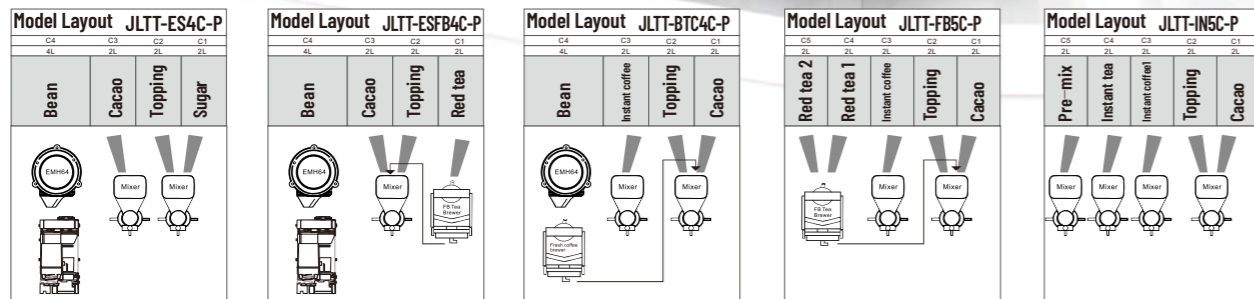 Model Layout JLTT-ES4C-P
C4 C3 C2 C1
4L 2L 2L 2L
Bean Cacao Topping Sugar
EMH64 Mixer Mixer
Model Layout JLTT-ESFB4C-P
C4 C3 C2 C1
4L 2L 2L 2L
Bean Cacao Topping Red tea
EMH64 Mixer
FB Tea
Brewer
Model Layout JLTT-BTC4C-P
C4 C3 C2 C1
4L 2L 2L 2L
Bean Instant coffee Topping Cacao
EMH64 Mixer Mixer
Fresh coffee
brewer
Model Layout JLTT-FB5C-P
C5 C4 C3 C2 C1
2L 2L 2L 2L 2L
Red tea 2 Red tea 1 Instant coffee Topping Cacao
Mixer Mixer
FB Tea
Brewer
Model Layout JLTT-IN5C-P
C5 C4 C3 C2 C1
2L 2L 2L 2L 2L
Pre-mix Instant tea Instant coffee1 Topping Cacao
Mixer Mixer Mixer Mixer